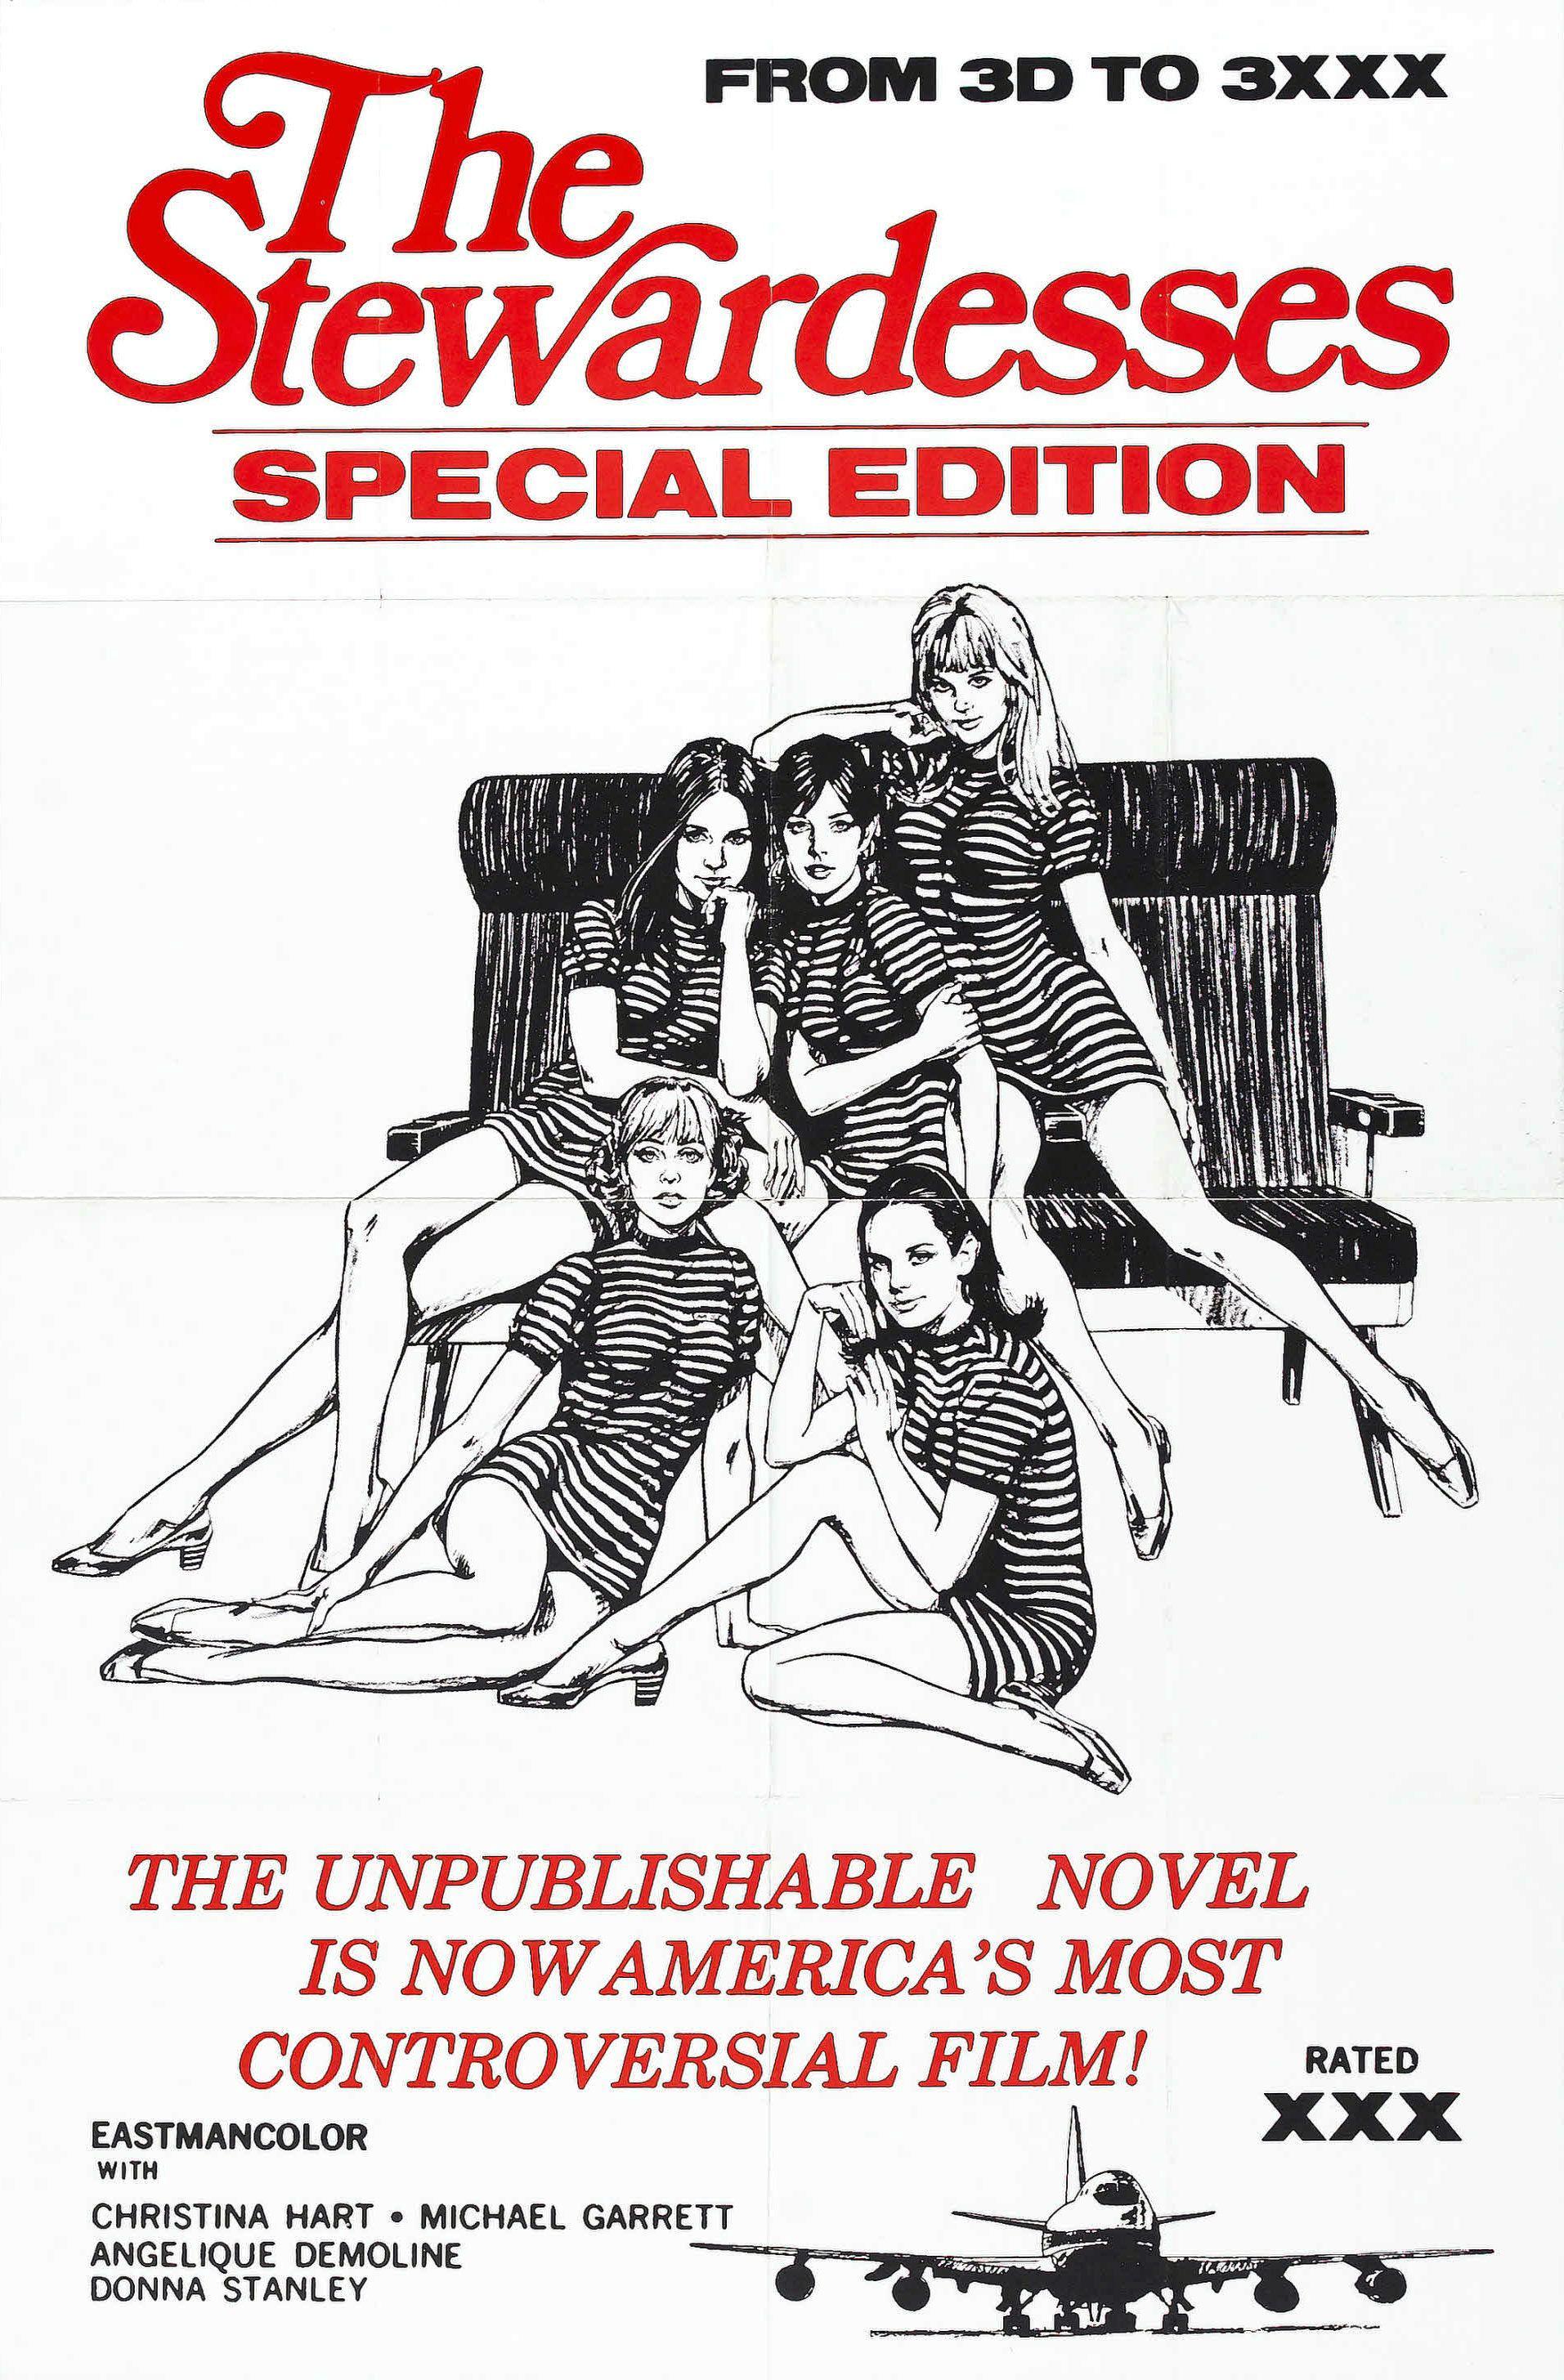 FROM 3D TO 3XXX
The
Stewardesses
SPECIAL EDITION
THE UNPUBLISHABLE NOVEL
IS NOW AMERICA'S MOST
CONTROVERSIAL FILM!
RATED
XXX
EASTMANCOLOR
WITH
CHRISTINA HART • MICHAEL GARRETT
ANGELIQUE DEMOLINE
DONNA STANLEY